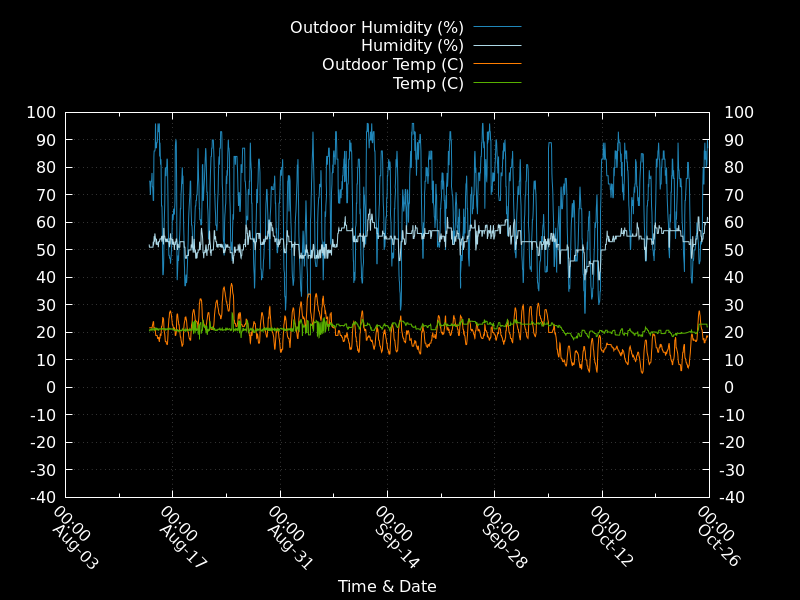 Outdoor Humidity (%)
Humidity (%)
Outdoor Temp (C)
Temp (C)
100 100
90 90
80 80
70 70
60 60
50 50
40 40
30 30
20 20
10 10
0 0
-10 -10
-20 -20
-30 -30
-40 -40
00:00 00:00 00:00 00:00 00:00 00:00 00:00
Aug-03 Aug-17 Aug-31 Sep-14 Sep-28 Oct-12 Oct-26
Time & Date